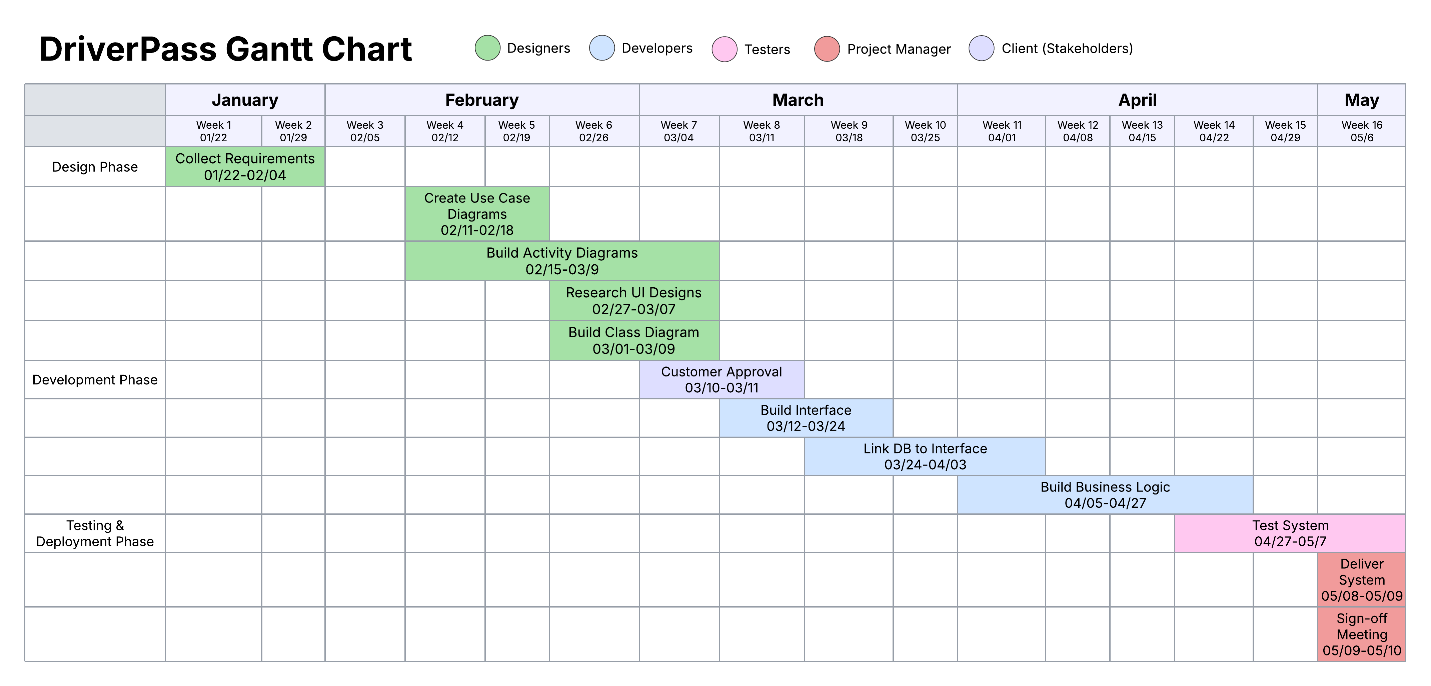 DriverPass Gantt Chart
Designers
Developers
Testers
Project Manager
Client (Stakeholders)
January
February
March
April
May
Week 1
01/22
Week 2
01/29
Week 3
02/05
Week 4
02/12
Week 5
02/19
Week 6
02/26
Week 7
03/04
Week 8
03/11
Week 9
03/18
Week 10
03/25
Week 11
04/01
Week 12
04/08
Week 13
04/15
Week 14
04/22
Week 15
04/29
Week 16
05/6
Design Phase
Collect Requirements
01/22-02/04
Create Use Case
Diagrams
02/11-02/18
Build Activity Diagrams
02/15-03/9
Research UI Designs
02/27-03/07
Build Class Diagram
03/01-03/09
Development Phase
Customer Approval
03/10-03/11
Build Interface
03/12-03/24
Link DB to Interface
03/24-04/03
Build Business Logic
04/05-04/27
Testing &
Deployment Phase
Test System
04/27-05/7
Deliver
System
05/08-05/09
Sign-off
Meeting
05/09-05/10